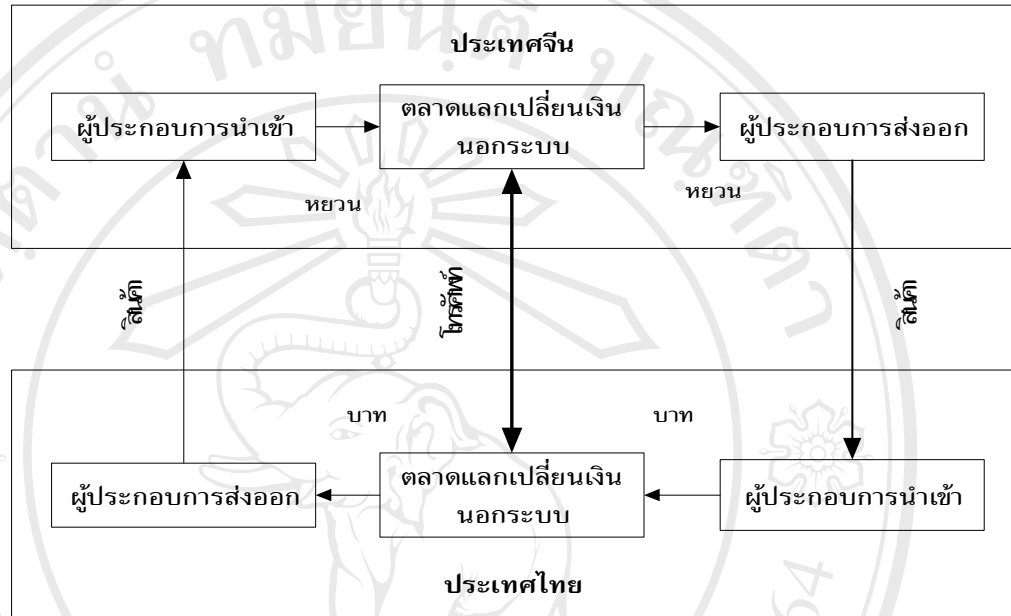 ประเทศจีน
ผู้ประกอบการนำเข้า
ตลาดแลกเปลี่ยนเงิน
นอกระบบ
ผู้ประกอบการส่งออก
หยวน
หยวน
สินค้า
โทรศัพท์
สินค้า
บาท
บาท
ผู้ประกอบการส่งออก
ตลาดแลกเปลี่ยนเงิน
นอกระบบ
ผู้ประกอบการนำเข้า
ประเทศไทย
64